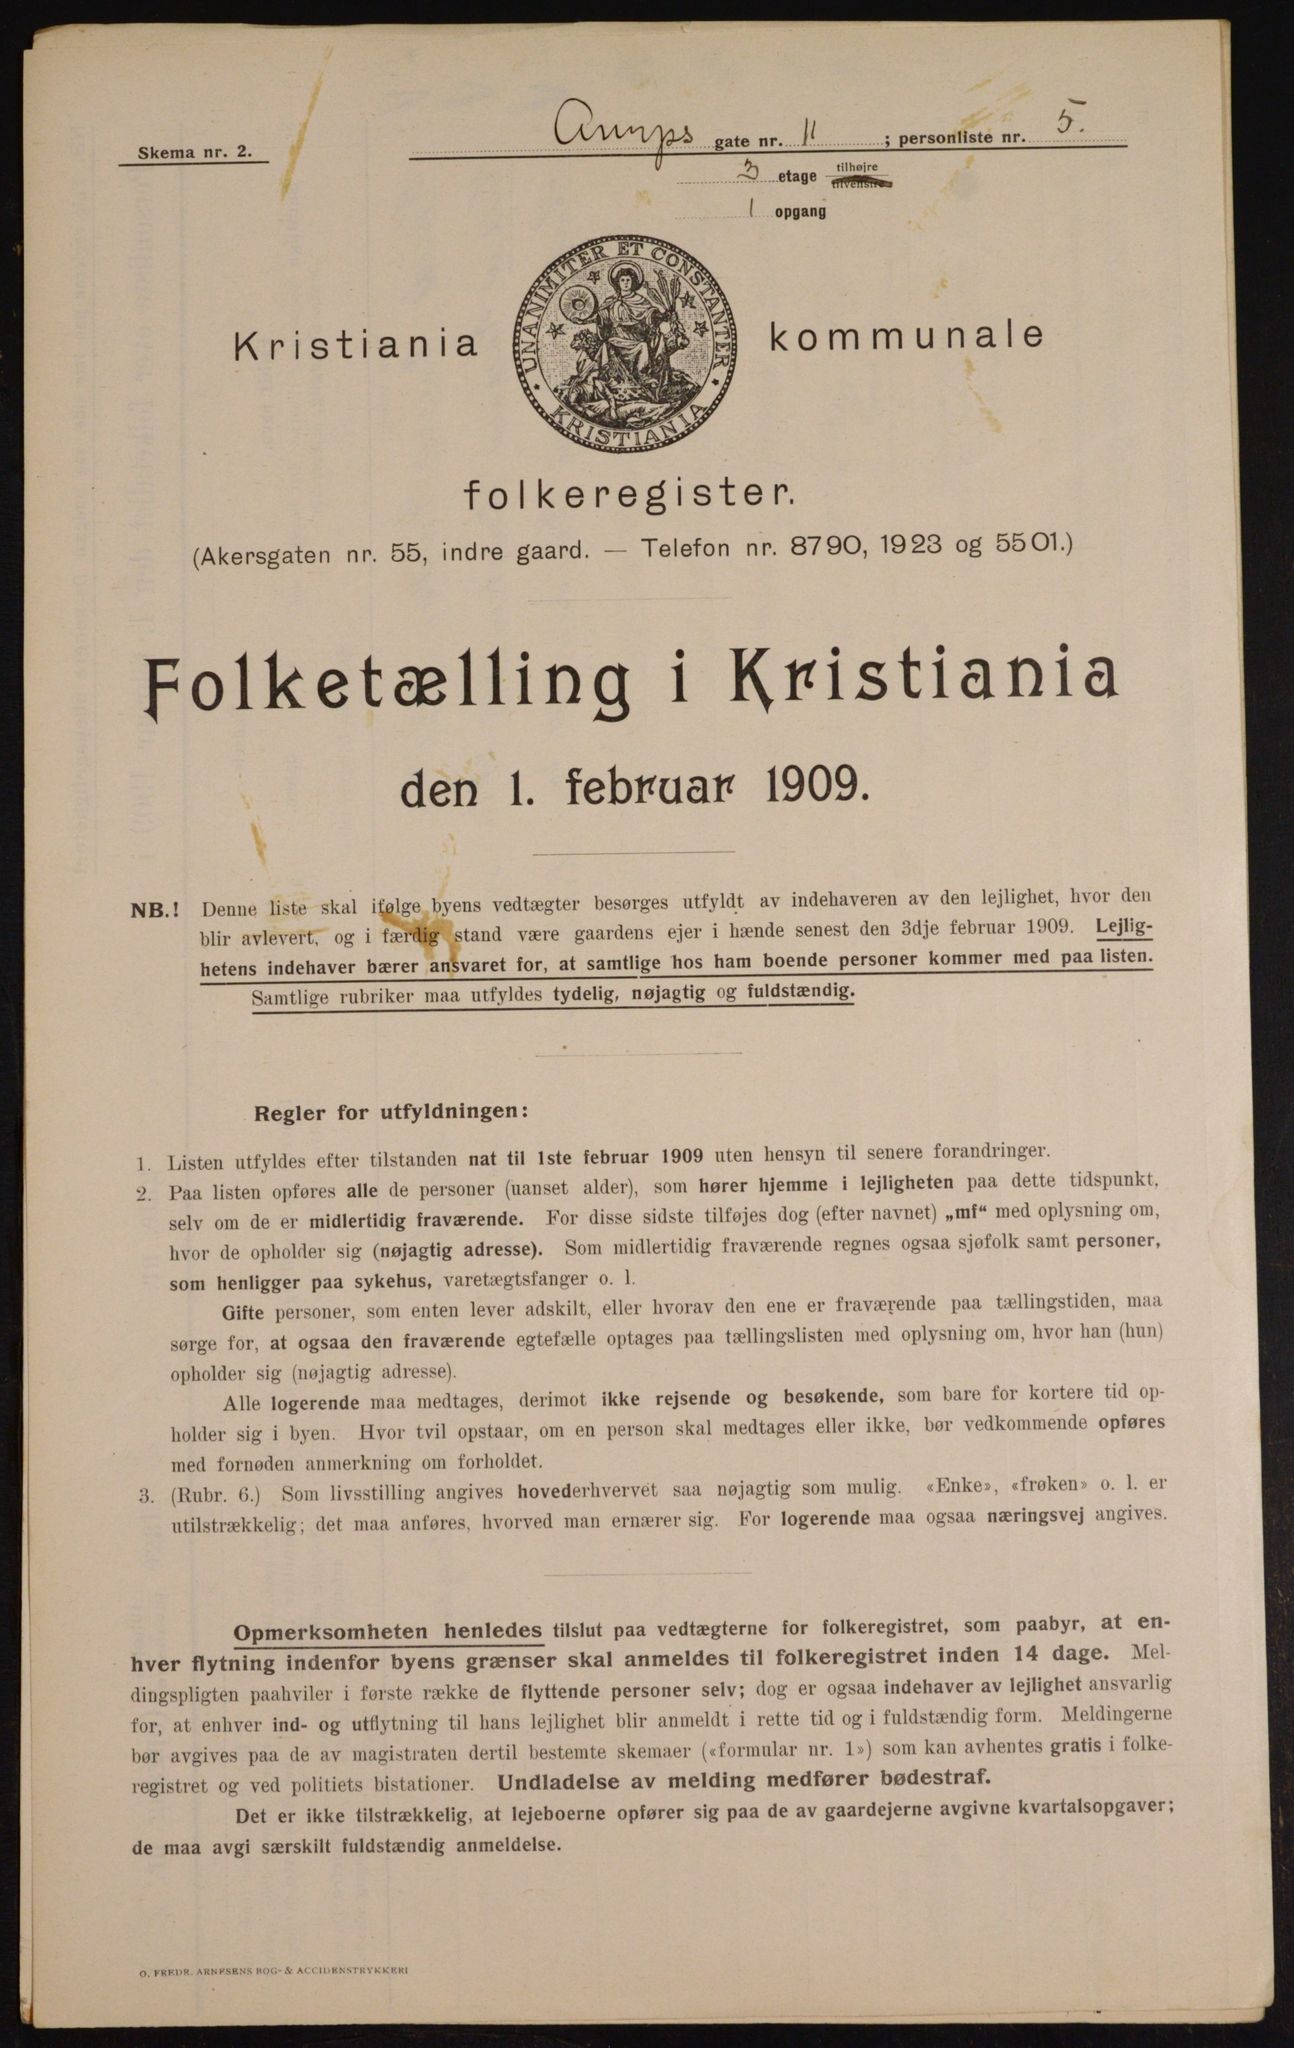 Skema nr. 2.
gate nr. 11 ; personliste nr. 5.
3 etage tilhøjre tilvenstre
1 opgang
Kristiania kommunale
UNANIMITER ET CONSTANTER
KRISTIANIA
folkeregister.
(Akersgaten nr. 55, indre gaard. — Telefon nr. 8790, 1923 og 5501.)
Folketælling i Kristiania
den 1. februar 1909.
NB.! Denne liste skal ifølge byens vedtægter besørges utfyldt av indehaveren av den lejlighet, hvor den
blir avlevert, og i færdig stand være gaardens ejer i hænde senest den 3dje februar 1909. Lejlig-
hetens indehaver bærer ansvaret for, at samtlige hos ham boende personer kommer med paa listen.
Samtlige rubriker maa utfyldes tydelig, nøjagtig og fuldstændig.
Regler for utfyldningen:
1. Listen utfyldes efter tilstanden nat til 1ste februar 1909 uten hensyn til senere forandringer.
2. Paa listen opføres alle de personer (uanset alder), som hører hjemme i lejligheten paa dette tidspunkt,
selv om de er midlertidig fraværende. For disse sidste tilføjes dog (efter navnet) „mf“ med oplysning om,
hvor de opholder sig (nøjagtig adresse). Som midlertidig fraværende regnes ogsaa sjøfolk samt personer,
som henligger paa sykehus, varetægtsfanger o. l.
Gifte personer, som enten lever adskilt, eller hvorav den ene er fraværende paa tællingstiden, maa
sørge for, at ogsaa den fraværende egtefælle optages paa tællingslisten med oplysning om, hvor han (hun)
opholder sig (nøjagtig adresse).
Alle logerende maa medtages, derimot ikke rejsende og besøkende, som bare for kortere tid op-
holder sig i byen. Hvor tvil opstaar, om en person skal medtages eller ikke, bør vedkommende opføres
med fornøden anmerkning om forholdet.
3. (Rubr. 6.) Som livsstilling angives hovederhvervet saa nøjagtig som mulig. «Enke», «frøken» o. l. er
utilstrækkelig; det maa anføres, hvorved man ernærer sig. For logerende maa ogsaa næringsvej angives.
Opmerksomheten henledes tilslut paa vedtægterne for folkeregistret, som paabyr, at en-
hver flytning indenfor byens grænser skal anmeldes til folkeregistret inden 14 dage. Mel-
dingspligten paahviler i første række de flyttende personer selv; dog er ogsaa indehaver av lejlighet ansvarlig
for, at enhver ind- og utflytning til hans lejlighet blir anmeldt i rette tid og i fuldstændig form. Meldingerne
bør avgives paa de av magistraten dertil bestemte skemaer («formular nr. 1») som kan avhentes gratis i folke-
registret og ved politiets bistationer. Undladelse av melding medfører bødestraf.
Det er ikke tilstrækkelig, at lejeboerne opfører sig paa de av gaardejerne avgivne kvartalsopgaver;
de maa avgi særskilt fuldstændig anmeldelse.
O. FREDR. ARNESENS BOG- & ACCIDENSTRYKKERI